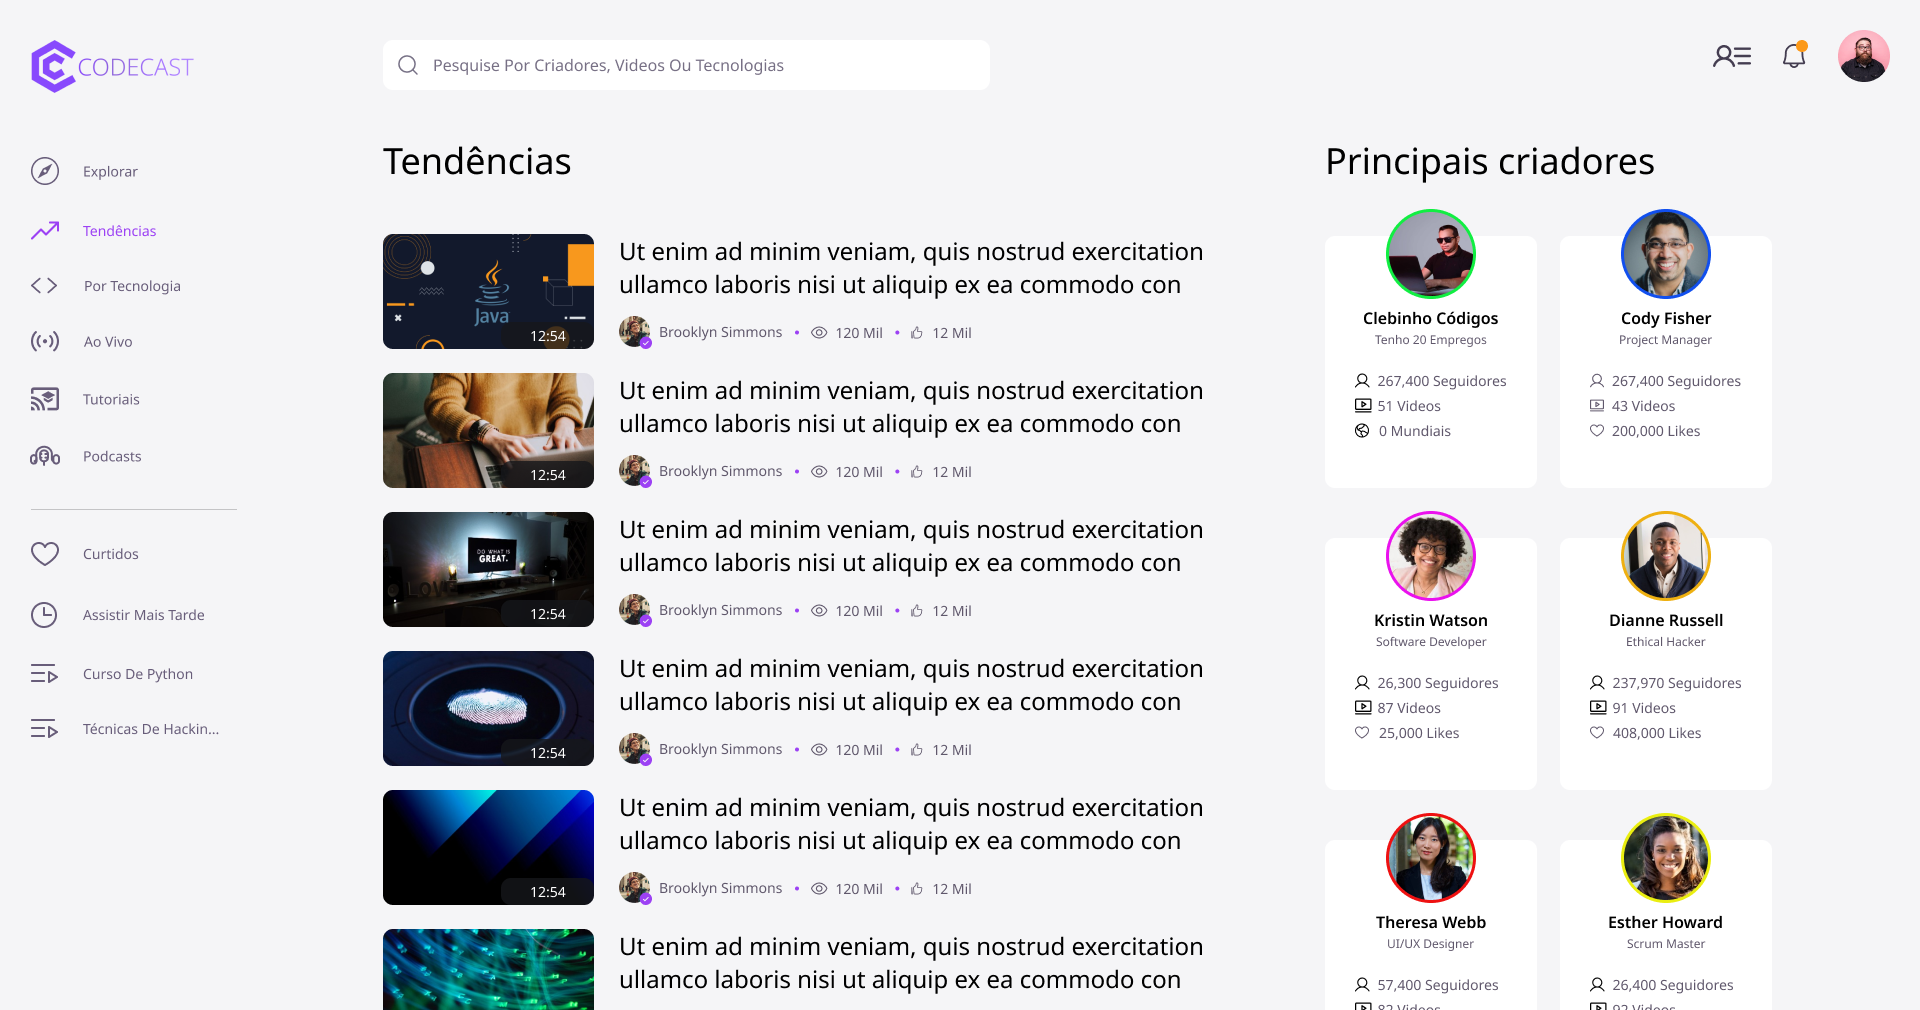 CODECAST
Pesquise Por Criadores, Videos Ou Tecnologias
Explorar
Tendências
Por Tecnologia
Ao Vivo
Tutoriais
Podcasts
Curtidos
Assistir Mais Tarde
Curso De Python
Técnicas De Hackin...
Tendências
Java
12:54
Ut enim ad minim veniam, quis nostrud exercitation
ullamco laboris nisi ut aliquip ex ea commodo con
Brooklyn Simmons • 120 Mil • 12 Mil
12:54
Ut enim ad minim veniam, quis nostrud exercitation
ullamco laboris nisi ut aliquip ex ea commodo con
Brooklyn Simmons • 120 Mil • 12 Mil
DO WHAT IS
GREAT.
LOVE
12:54
Ut enim ad minim veniam, quis nostrud exercitation
ullamco laboris nisi ut aliquip ex ea commodo con
Brooklyn Simmons • 120 Mil • 12 Mil
12:54
Ut enim ad minim veniam, quis nostrud exercitation
ullamco laboris nisi ut aliquip ex ea commodo con
Brooklyn Simmons • 120 Mil • 12 Mil
12:54
Ut enim ad minim veniam, quis nostrud exercitation
ullamco laboris nisi ut aliquip ex ea commodo con
Brooklyn Simmons • 120 Mil • 12 Mil
Ut enim ad minim veniam, quis nostrud exercitation
ullamco laboris nisi ut aliquip ex ea commodo con
Principais criadores
Clebinho Códigos
Tenho 20 Empregos
267,400 Seguidores
51 Videos
0 Mundiais
Cody Fisher
Project Manager
267,400 Seguidores
43 Videos
200,000 Likes
Kristin Watson
Software Developer
26,300 Seguidores
87 Videos
25,000 Likes
Dianne Russell
Ethical Hacker
237,970 Seguidores
91 Videos
408,000 Likes
Theresa Webb
UI/UX Designer
57,400 Seguidores
82 Videos
Esther Howard
Scrum Master
26,400 Seguidores
92 Videos